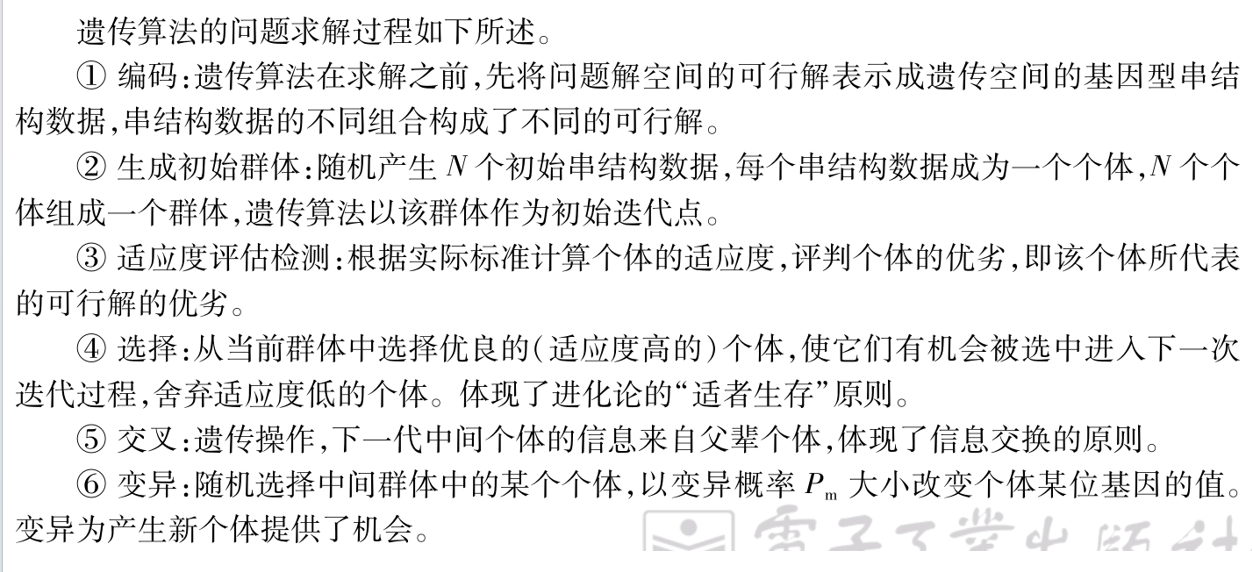 遗传算法的问题求解过程如下所述。
① 编码:遗传算法在求解之前,先将问题解空间的可行解表示成遗传空间的基因型串结
构数据,串结构数据的不同组合构成了不同的可行解。
② 生成初始群体:随机产生 N 个初始串结构数据,每个串结构数据成为一个个体,N 个个
体组成一个群体,遗传算法以该群体作为初始迭代点。
③ 适应度评估检测:根据实际标准计算个体的适应度,评判个体的优劣,即该个体所代表
的可行解的优劣。
④ 选择:从当前群体中选择优良的(适应度高的)个体,使它们有机会被选中进入下一次
迭代过程,舍弃适应度低的个体。体现了进化论的“适者生存”原则。
⑤ 交叉:遗传操作,下一代中间个体的信息来自父辈个体,体现了信息交换的原则。
⑥ 变异:随机选择中间群体中的某个个体,以变异概率 Pm 大小改变个体某位基因的值。
变异为产生新个体提供了机会。
電子工業出版社